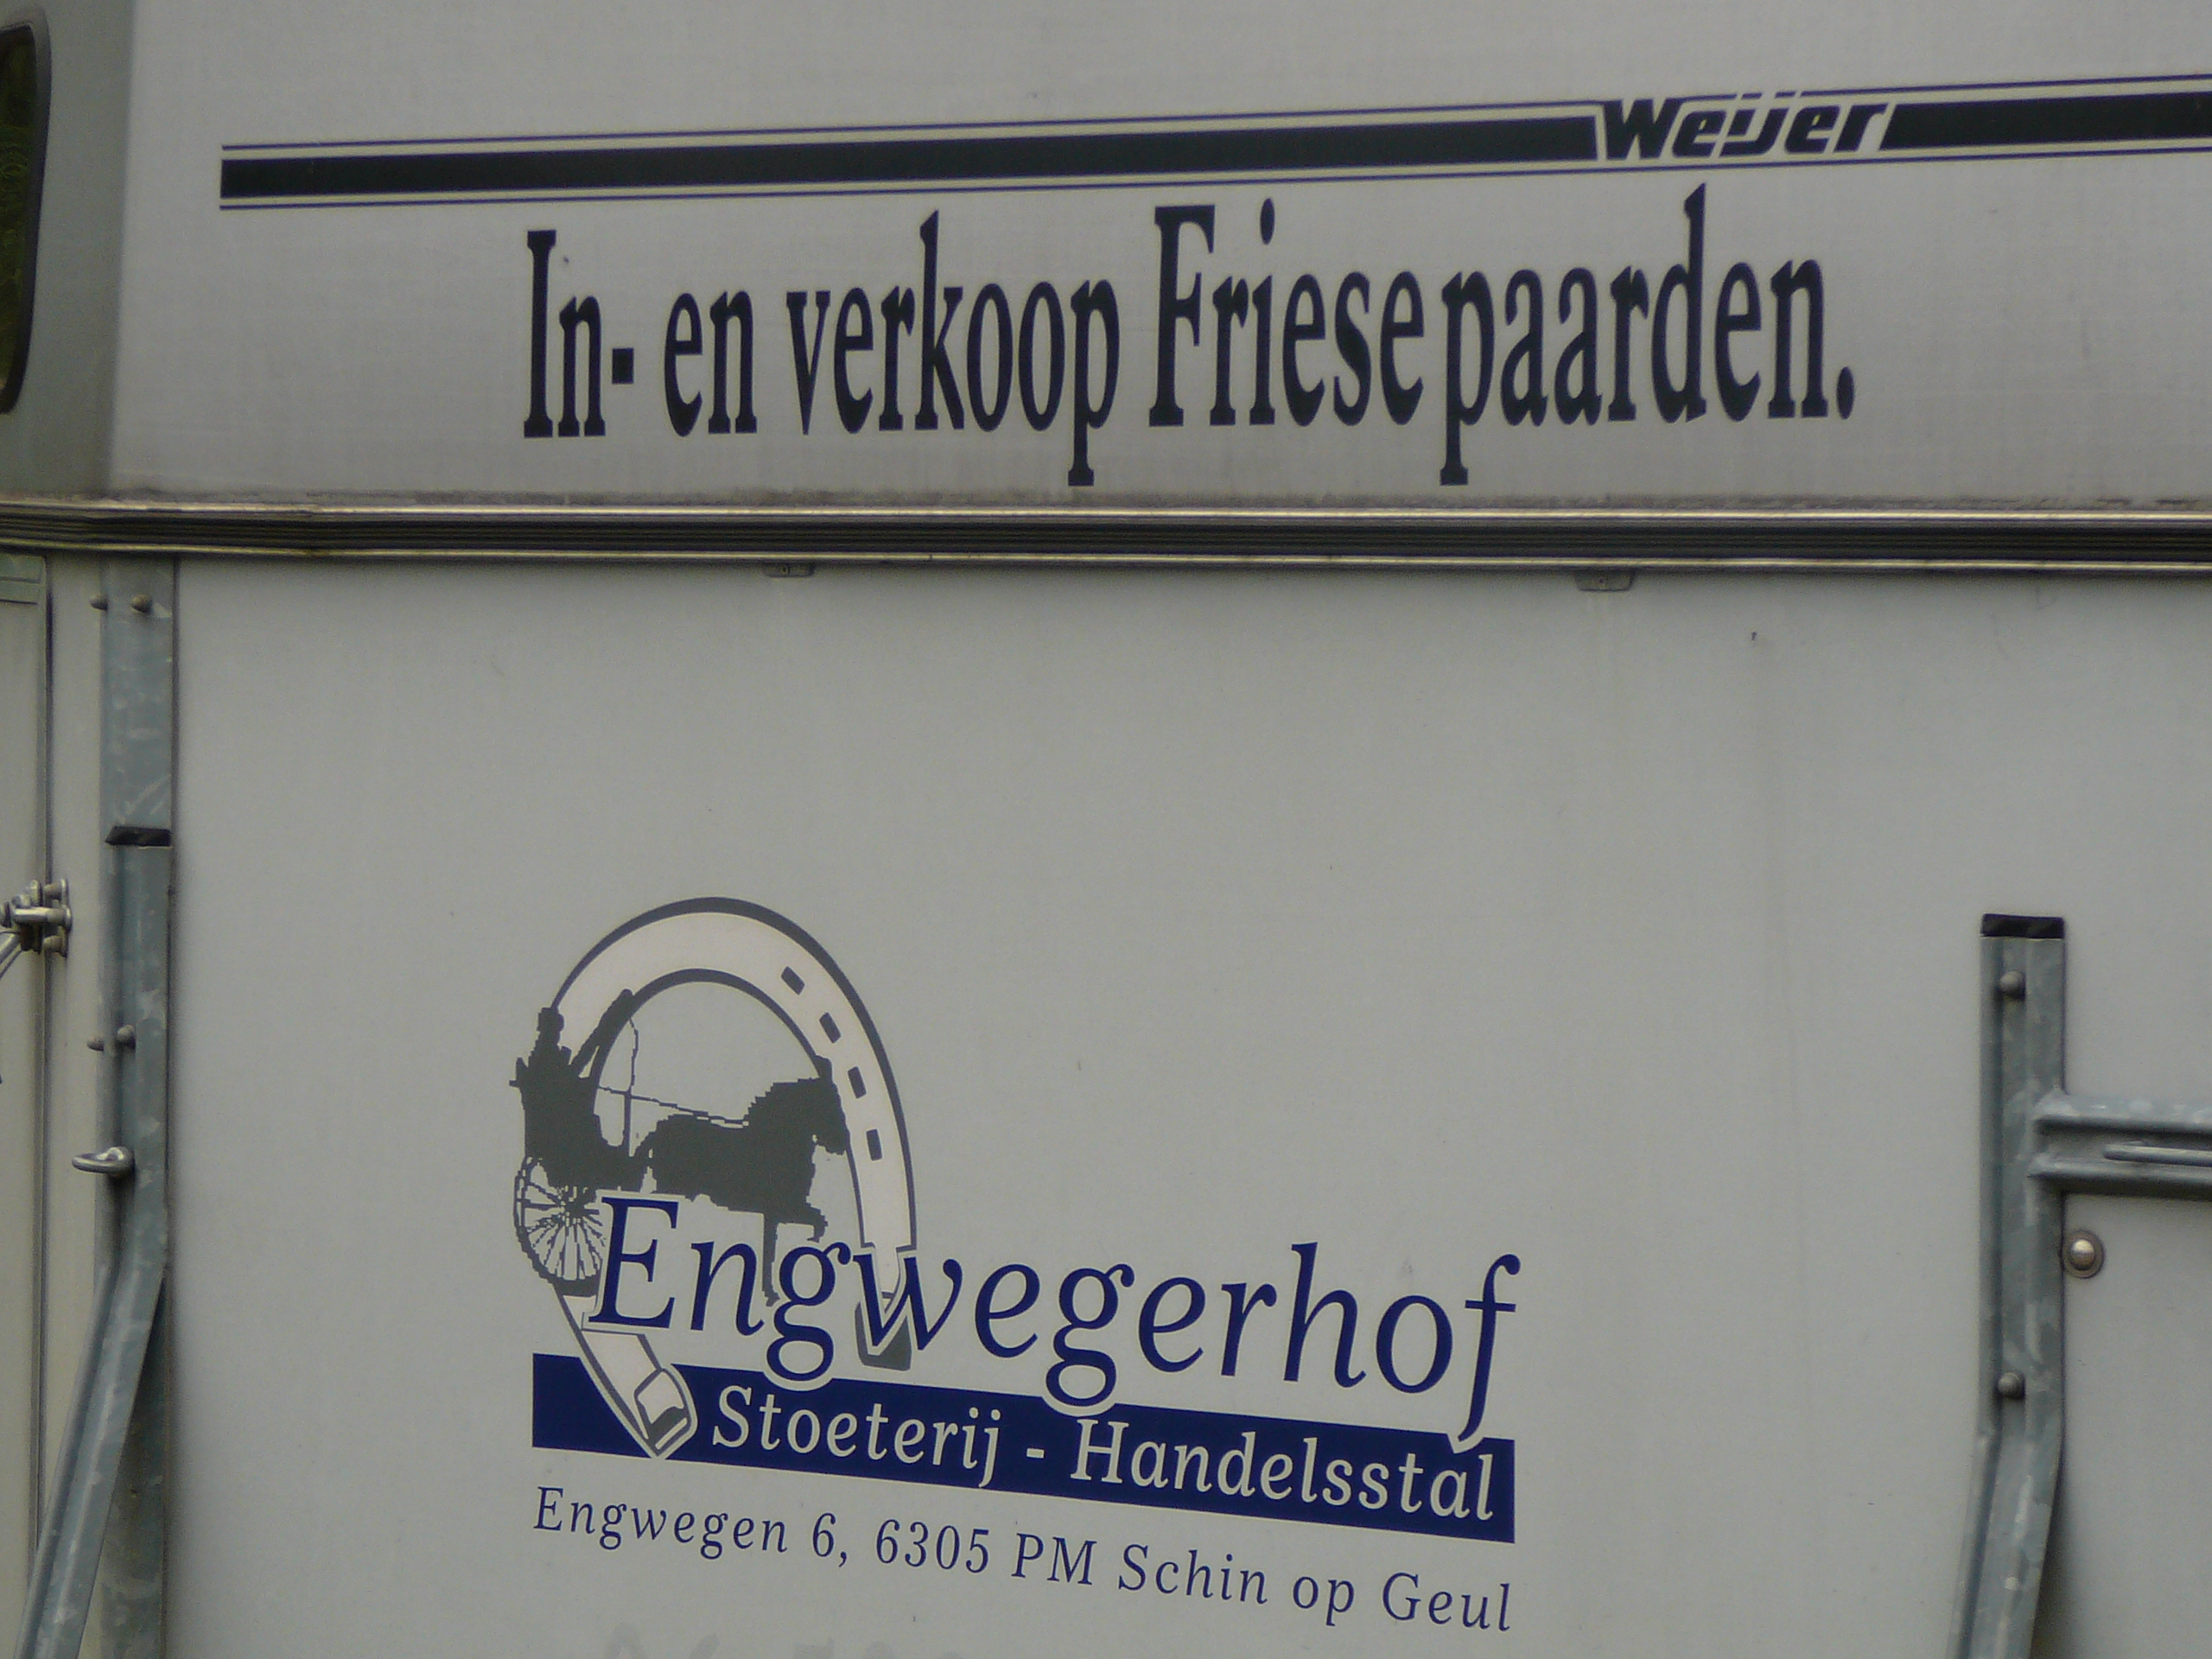 Weijer
In- en verkoop Friese paarden.
Engwegerhof
Stoeterij - Handelsstal
Engwegen 6, 6305 PM Schin op Geul